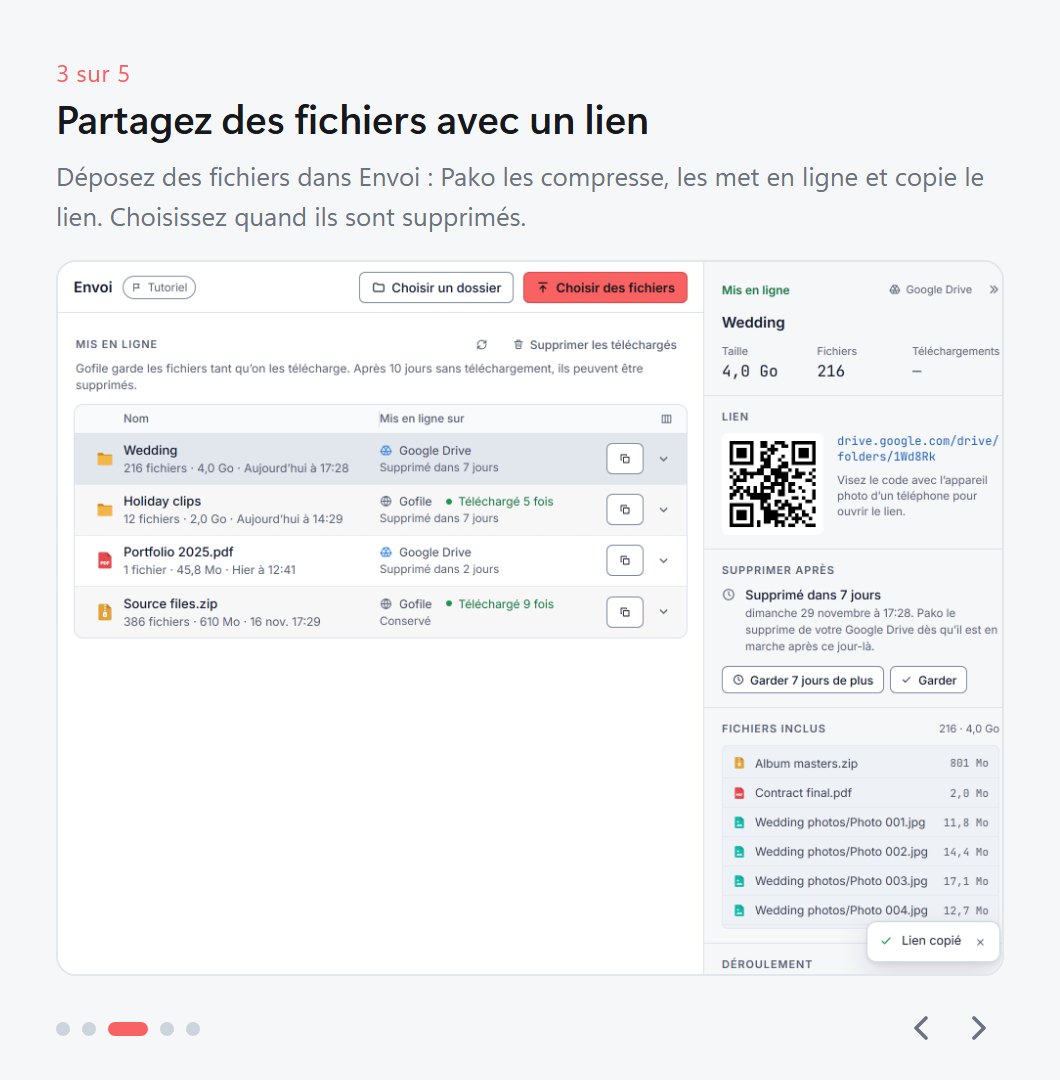 3 sur 5
Partagez des fichiers avec un lien
Déposez des fichiers dans Envoi : Pako les compresse, les met en ligne et copie le
lien. Choisissez quand ils sont supprimés.
Envoi
Tutoriel
Choisir un dossier
Choisir des fichiers
MIS EN LIGNE
Supprimer les téléchargés
Gofile garde les fichiers tant qu'on les télécharge. Après 10 jours sans téléchargement, ils peuvent être
supprimés.
Nom
Mis en ligne sur
Wedding
Google Drive
216 fichiers · 4,0 Go · Aujourd'hui à 17:28
Supprimé dans 7 jours
Holiday clips
Gofile
Téléchargé 5 fois
12 fichiers · 2,0 Go · Aujourd'hui à 14:29
Supprimé dans 7 jours
Portfolio 2025.pdf
Google Drive
1 fichier · 45,8 Mo · Hier à 12:41
Supprimé dans 2 jours
Source files.zip
Gofile
Téléchargé 9 fois
386 fichiers · 610 Mo · 16 nov. 17:29
Conservé
Mis en ligne
Google Drive
Wedding
Taille
Fichiers
Téléchargements
4,0 Go
216
–
LIEN
drive.google.com/drive/
folders/1Wd8Rk
Visez le code avec l'appareil
photo d'un téléphone pour
ouvrir le lien.
SUPPRIMER APRÈS
Supprimé dans 7 jours
dimanche 29 novembre à 17:28. Pako le
supprime de votre Google Drive dès qu'il est en
marche après ce jour-là.
Garder 7 jours de plus
Garder
FICHIERS INCLUS
216 · 4,0 Go
Album masters.zip
801 Mo
Contract final.pdf
2,0 Mo
Wedding photos/Photo 001.jpg
11,8 Mo
Wedding photos/Photo 002.jpg
14,4 Mo
Wedding photos/Photo 003.jpg
17,1 Mo
Wedding photos/Photo 004.jpg
12,7 Mo
Lien copié
DÉROULEMENT